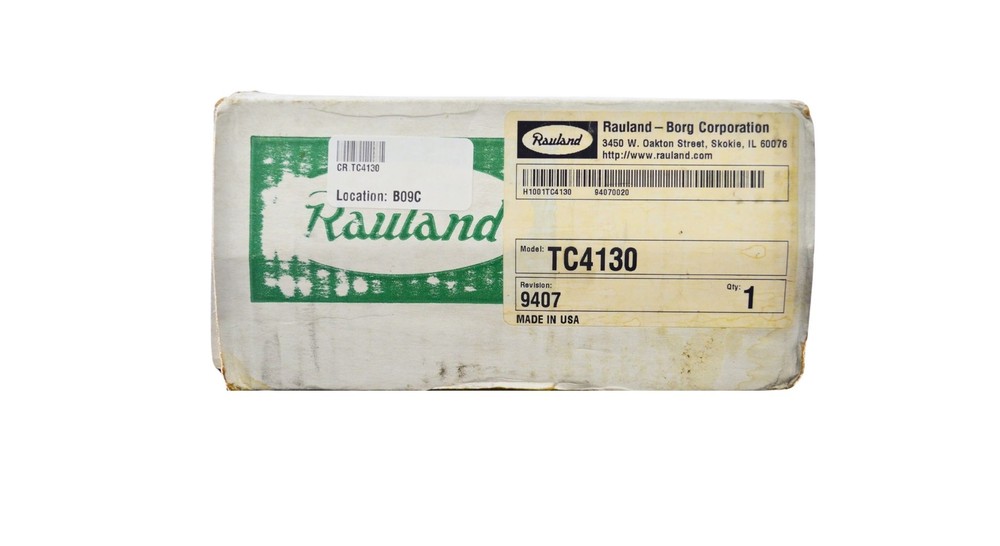 CR TC4130
Location: B09C
Rauland
Rauland
Rauland – Borg Corporation
3450 W. Oakton Street, Skokie, IL 60076
http://www.rauland.com
H1001TC4130 94070020
Model: TC4130
Revision: 9407
Qty: 1
MADE IN USA